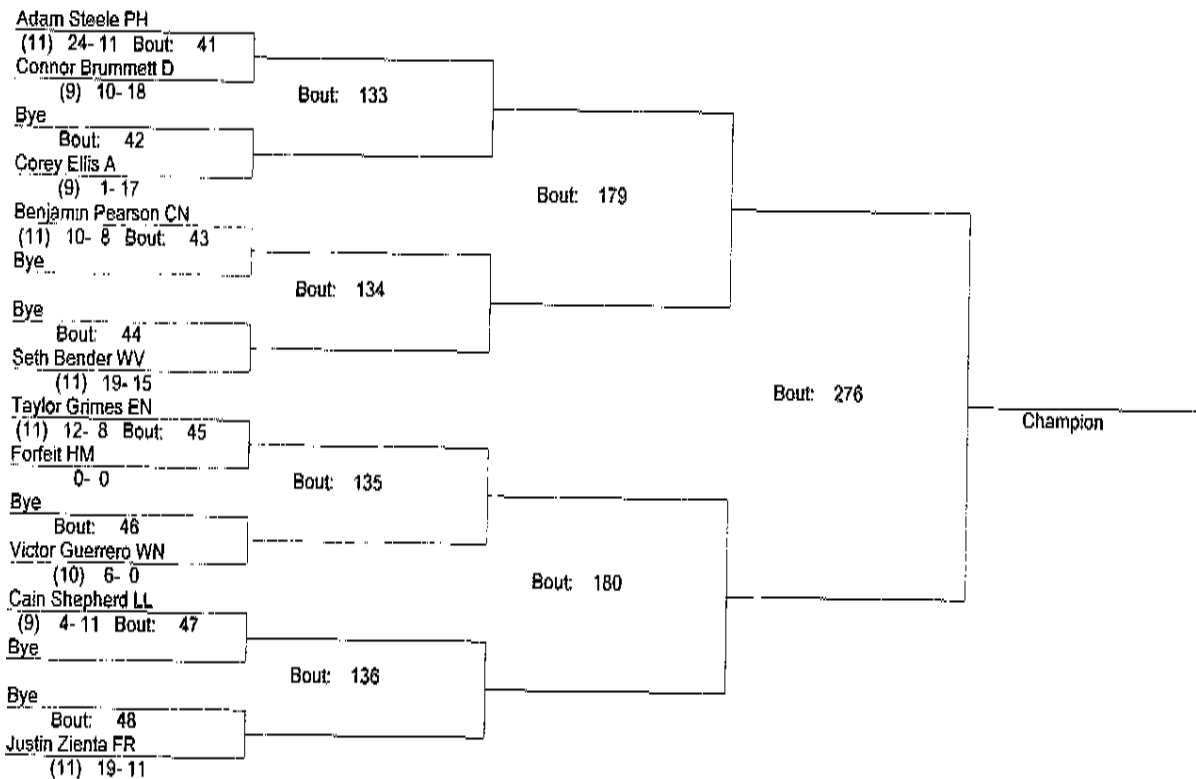 Adam Steele PH
(11) 24- 11 Bout: 41
Connor Brummett D
(9) 10- 18
Bout: 133
Bye
Bout: 42
Corey Ellis A
(9) 1- 17
Bout: 179
Benjamin Pearson CN
(11) 10- 8 Bout: 43
Bye
Bout: 134
Bye
Bout: 44
Seth Bender WV
(11) 19- 15
Bout: 276
Champion
Taylor Grimes EN
(11) 12- 8 Bout: 45
Forfeit HM
0- 0
Bout: 135
Bye
Bout: 46
Victor Guerrero WN
(10) 6- 0
Bout: 180
Cain Shepherd LL
(9) 4- 11 Bout: 47
Bye
Bout: 136
Bye
Bout: 48
Justin Zienta FR
(11) 19- 11